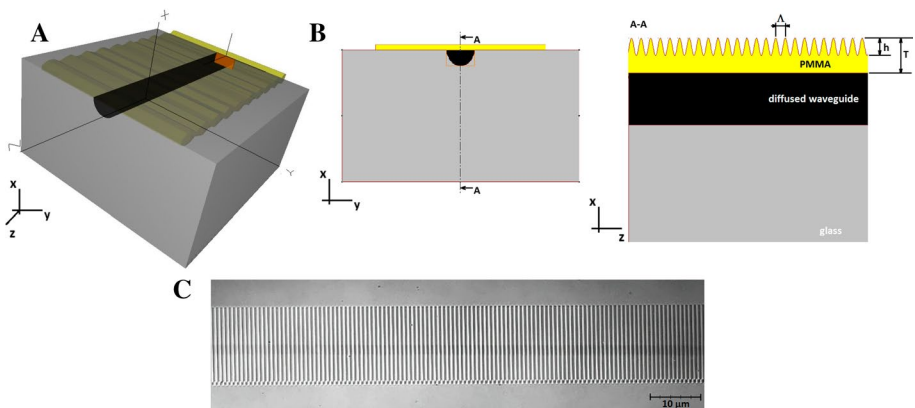 A
X
Z
Y
x
y
z
B
A
A
x
y
A-A
Λ
h
T
PMMA
diffused waveguide
x
z
glass
C
10 μm